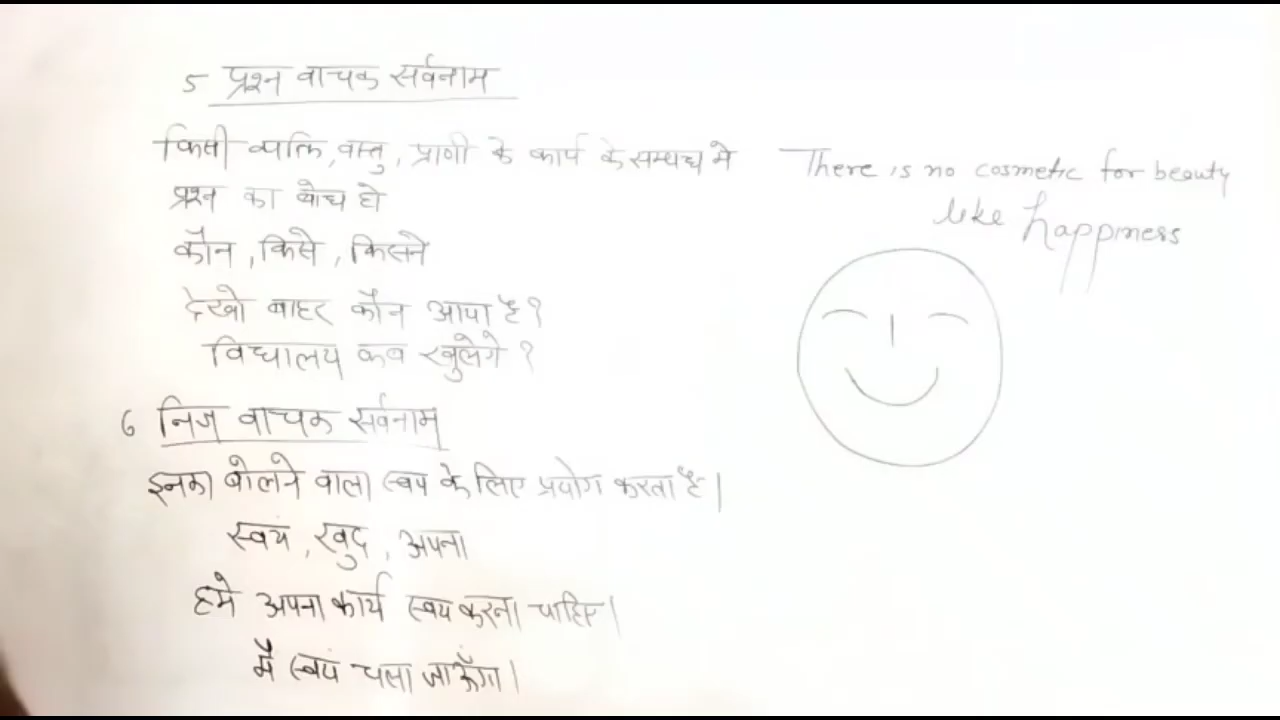 5 प्रश्न वाचक सर्वनाम
किसी व्यक्ति, वस्तु, प्राणी के कार्य के सम्बध मे
प्रश्न का बोध हो
कौन, किसे, किसने
देखो बाहर कौन आया है?
विद्यालय कब खुलेगे?
6 निज वाचक सर्वनाम
इनका बोलने वाला स्वयं के लिए प्रयोग करता है।
स्वयं, खुद, अपना
हमे अपना कार्य स्वयं करना चाहिए।
मै स्वयं चला जाऊँगा।
There is no cosmetic for beauty
like happiness